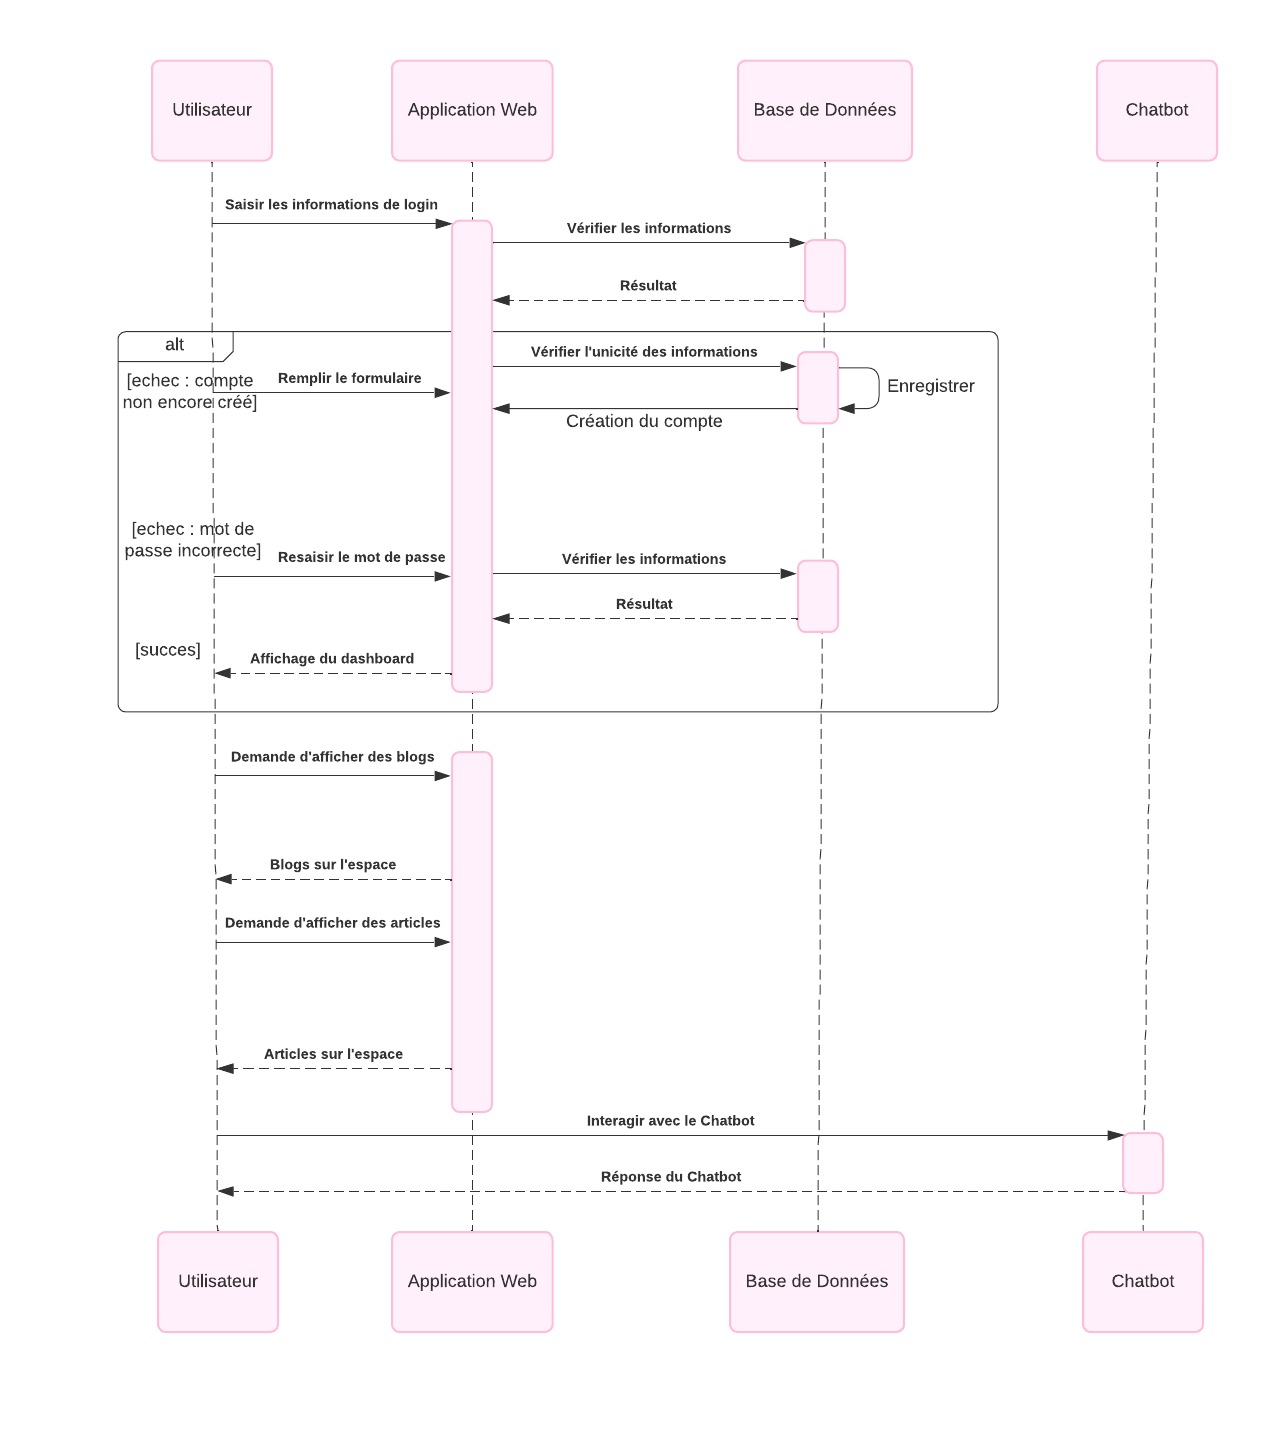 Utilisateur
Application Web
Base de Données
Chatbot
Saisir les informations de login
Vérifier les informations
Résultat
alt
Vérifier l'unicité des informations
[echec : compte
non encore créé]
Remplir le formulaire
Enregistrer
Création du compte
[echec : mot de
passe incorrecte]
Resaisir le mot de passe
Vérifier les informations
Résultat
[succes]
Affichage du dashboard
Demande d'afficher des blogs
Blogs sur l'espace
Demande d'afficher des articles
Articles sur l'espace
Interagir avec le Chatbot
Réponse du Chatbot
Utilisateur
Application Web
Base de Données
Chatbot